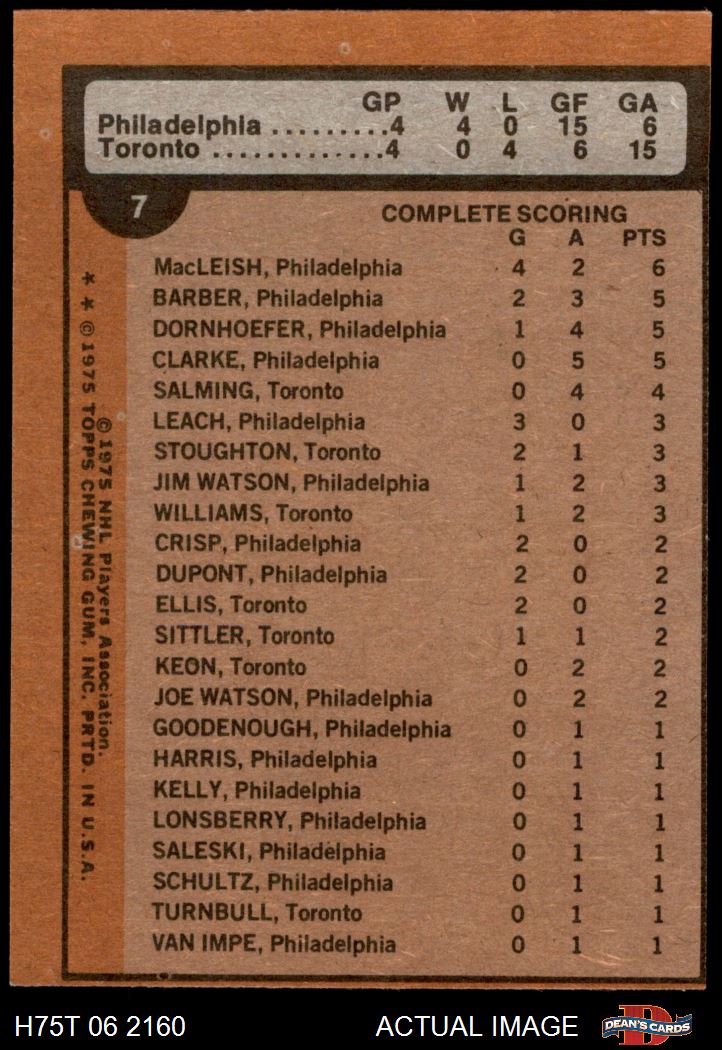 GP W L GF GA
Philadelphia .........4 4 0 15 6
Toronto .............4 0 4 6 15
7
COMPLETE SCORING
G A PTS
MacLEISH, Philadelphia 4 2 6
BARBER, Philadelphia 2 3 5
DORNHOEFER, Philadelphia 1 4 5
CLARKE, Philadelphia 0 5 5
SALMING, Toronto 0 4 4
LEACH, Philadelphia 3 0 3
STOUGHTON, Toronto 2 1 3
JIM WATSON, Philadelphia 1 2 3
WILLIAMS, Toronto 1 2 3
CRISP, Philadelphia 2 0 2
DUPONT, Philadelphia 2 0 2
ELLIS, Toronto 2 0 2
SITTLER, Toronto 1 1 2
KEON, Toronto 0 2 2
JOE WATSON, Philadelphia 0 2 2
GOODENOUGH, Philadelphia 0 1 1
HARRIS, Philadelphia 0 1 1
KELLY, Philadelphia 0 1 1
LONSBERRY, Philadelphia 0 1 1
SALESKI, Philadelphia 0 1 1
SCHULTZ, Philadelphia 0 1 1
TURNBULL, Toronto 0 1 1
VAN IMPE, Philadelphia 0 1 1
©1975 NHL Players Association.
* * ©1975 TOPPS CHEWING GUM, INC. PRTD. IN U.S.A.
H75T 06 2160 ACTUAL IMAGE
D
DEAN'S CARDS